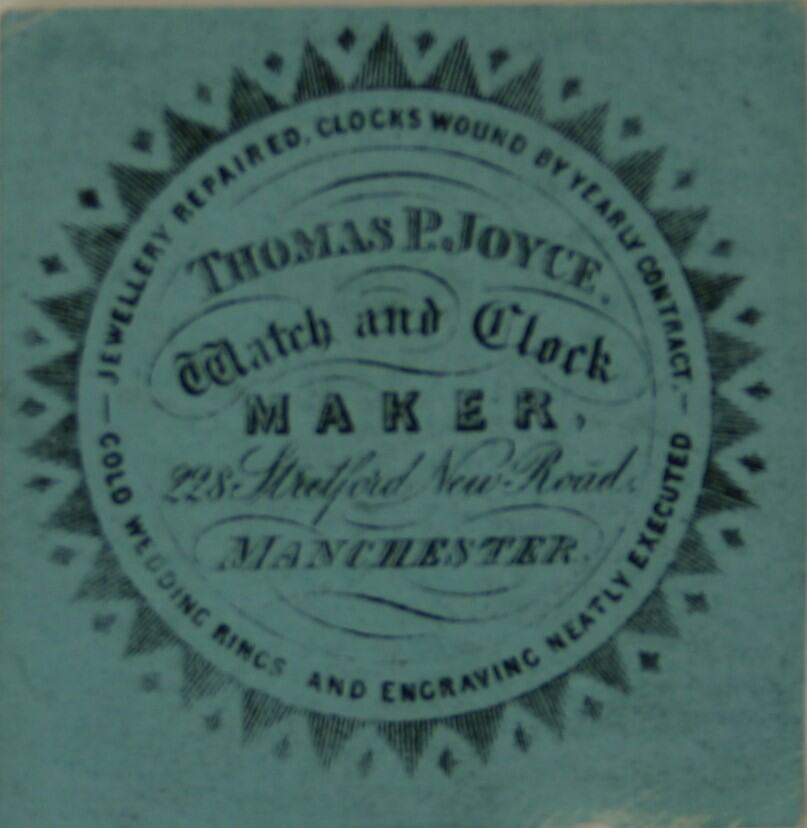 JEWELLERY REPAIRED, CLOCKS WOUND BY YEARLY CONTRACT.
THOMAS P. JOYCE,
Watch and Clock
MAKER,
228 Stretford New Road,
MANCHESTER.
GOLD WEDDING RINGS AND ENGRAVING NEATLY EXECUTED